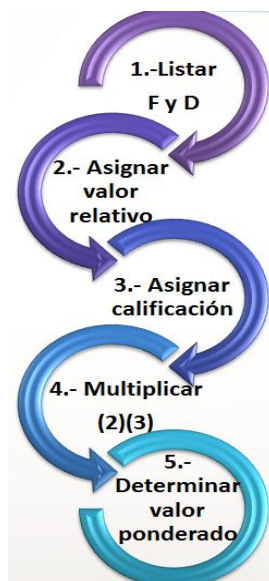 1.-Listar
F y D
2.- Asignar
valor
relativo
3.- Asignar
calificación
4.- Multiplicar
(2)(3)
5.-
Determinar
valor
ponderado